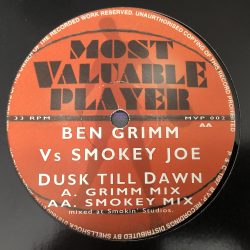 MOST
VALUABLE
PLAYER
33 RPM
MVP 002
AA
BEN GRIMM
Vs SMOKEY JOE
DUSK TILL DAWN
A. GRIMM MIX
AA. SMOKEY MIX
mixed at Smokin' Studios.